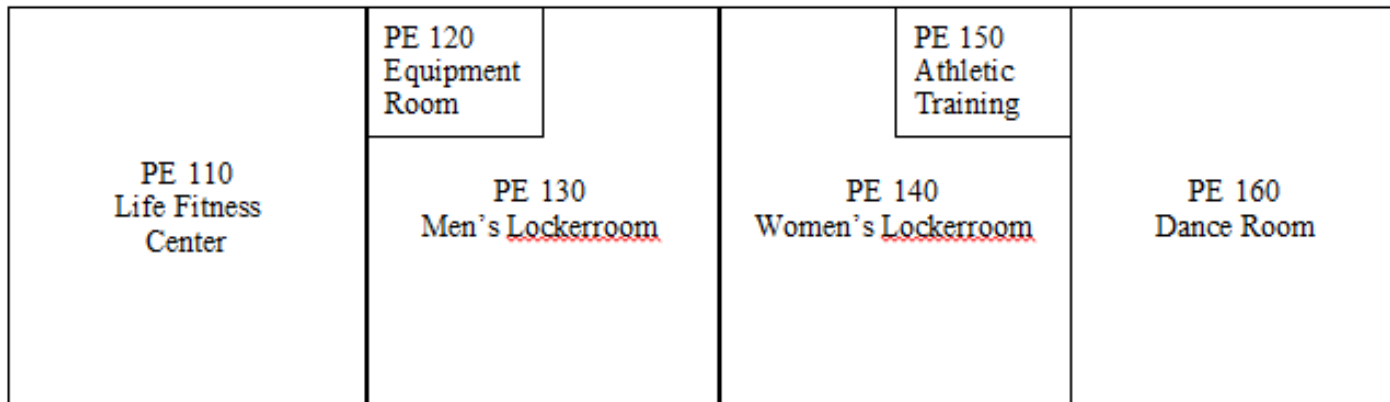 PE 110
Life Fitness
Center
PE 120
Equipment
Room
PE 130
Men’s Lockerroom
PE 140
Women’s Lockerroom
PE 150
Athletic
Training
PE 160
Dance Room